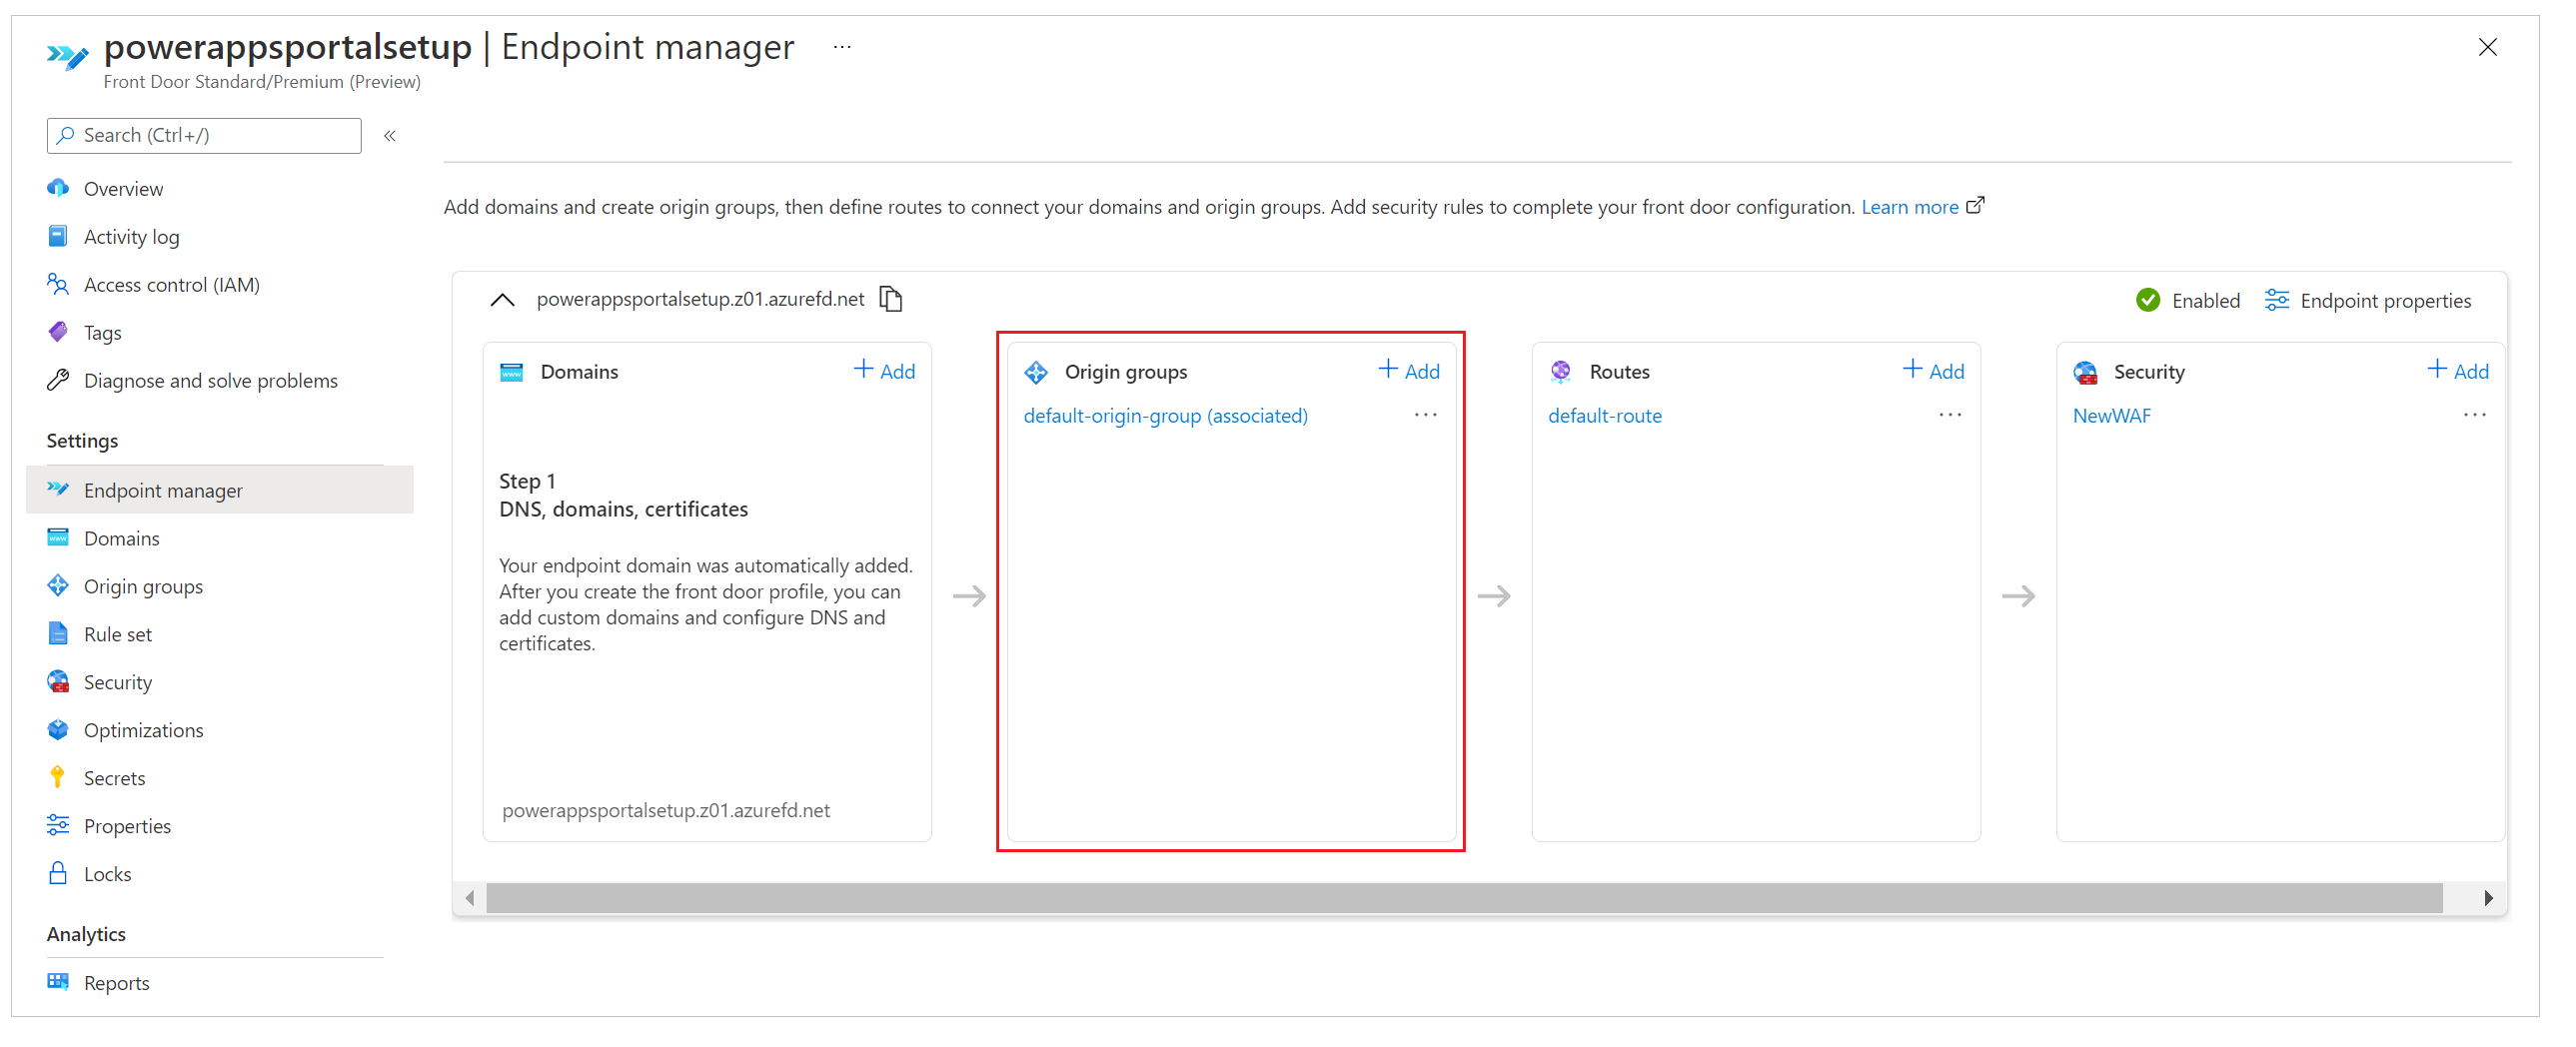 powerappsportalsetup | Endpoint manager ...
Front Door Standard/Premium (Preview)
Search (Ctrl+/)
«
Overview
Activity log
Access control (IAM)
Tags
Diagnose and solve problems
Settings
Endpoint manager
Domains
Origin groups
Rule set
Security
Optimizations
Secrets
Properties
Locks
Analytics
Reports
Add domains and create origin groups, then define routes to connect your domains and origin groups. Add security rules to complete your front door configuration. Learn more
powerappsportalsetup.z01.azurefd.net
Enabled
Endpoint properties
Domains
+ Add
Step 1
DNS, domains, certificates
Your endpoint domain was automatically added.
After you create the front door profile, you can
add custom domains and configure DNS and
certificates.
powerappsportalsetup.z01.azurefd.net
Origin groups
+ Add
default-origin-group (associated) ...
Routes
+ Add
default-route ...
Security
+ Add
NewWAF ...